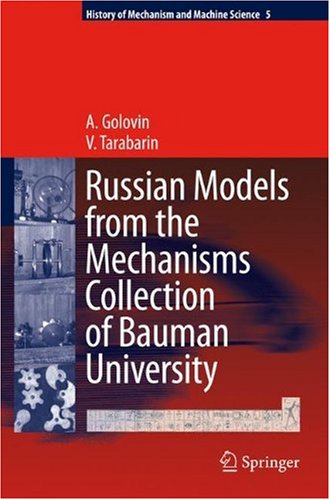 History of Mechanism and Machine Science 5
A. Golovin
V. Tarabarin
Russian Models
from the
Mechanisms
Collection
of Bauman
University
Springer